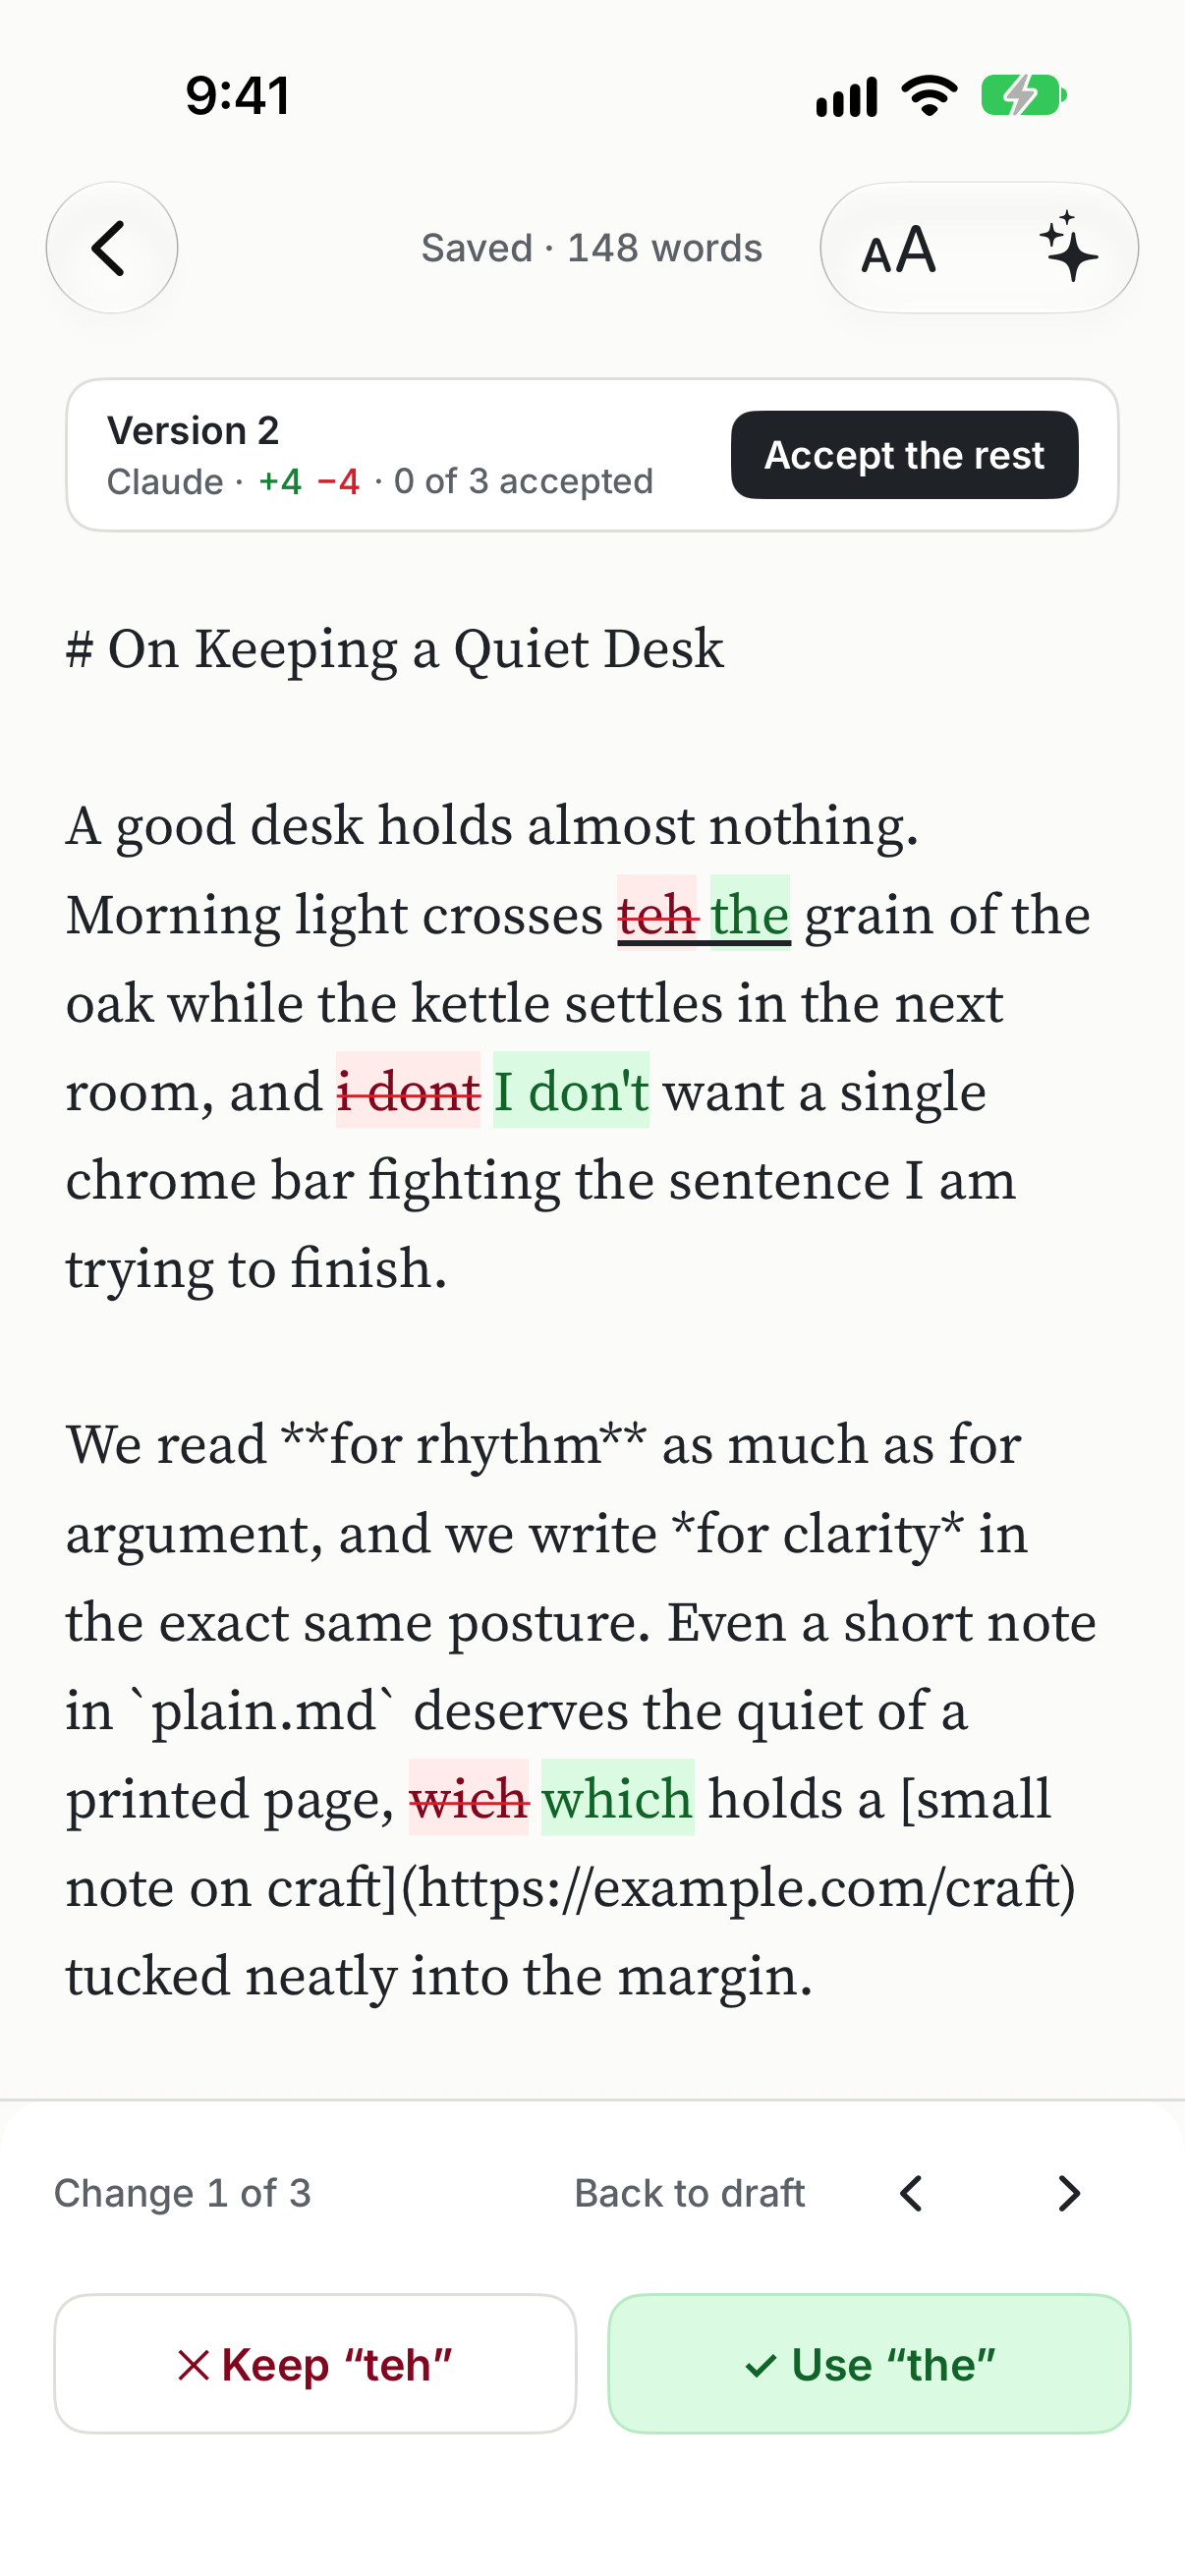 9:41
Saved · 148 words
AA
Version 2
Claude · +4 −4 · 0 of 3 accepted
Accept the rest
# On Keeping a Quiet Desk
A good desk holds almost nothing.
Morning light crosses teh the grain of the
oak while the kettle settles in the next
room, and i dont I don't want a single
chrome bar fighting the sentence I am
trying to finish.
We read **for rhythm** as much as for
argument, and we write *for clarity* in
the exact same posture. Even a short note
in `plain.md` deserves the quiet of a
printed page, wich which holds a [small
note on craft](https://example.com/craft)
tucked neatly into the margin.
Change 1 of 3
Back to draft
Keep “teh”
Use “the”